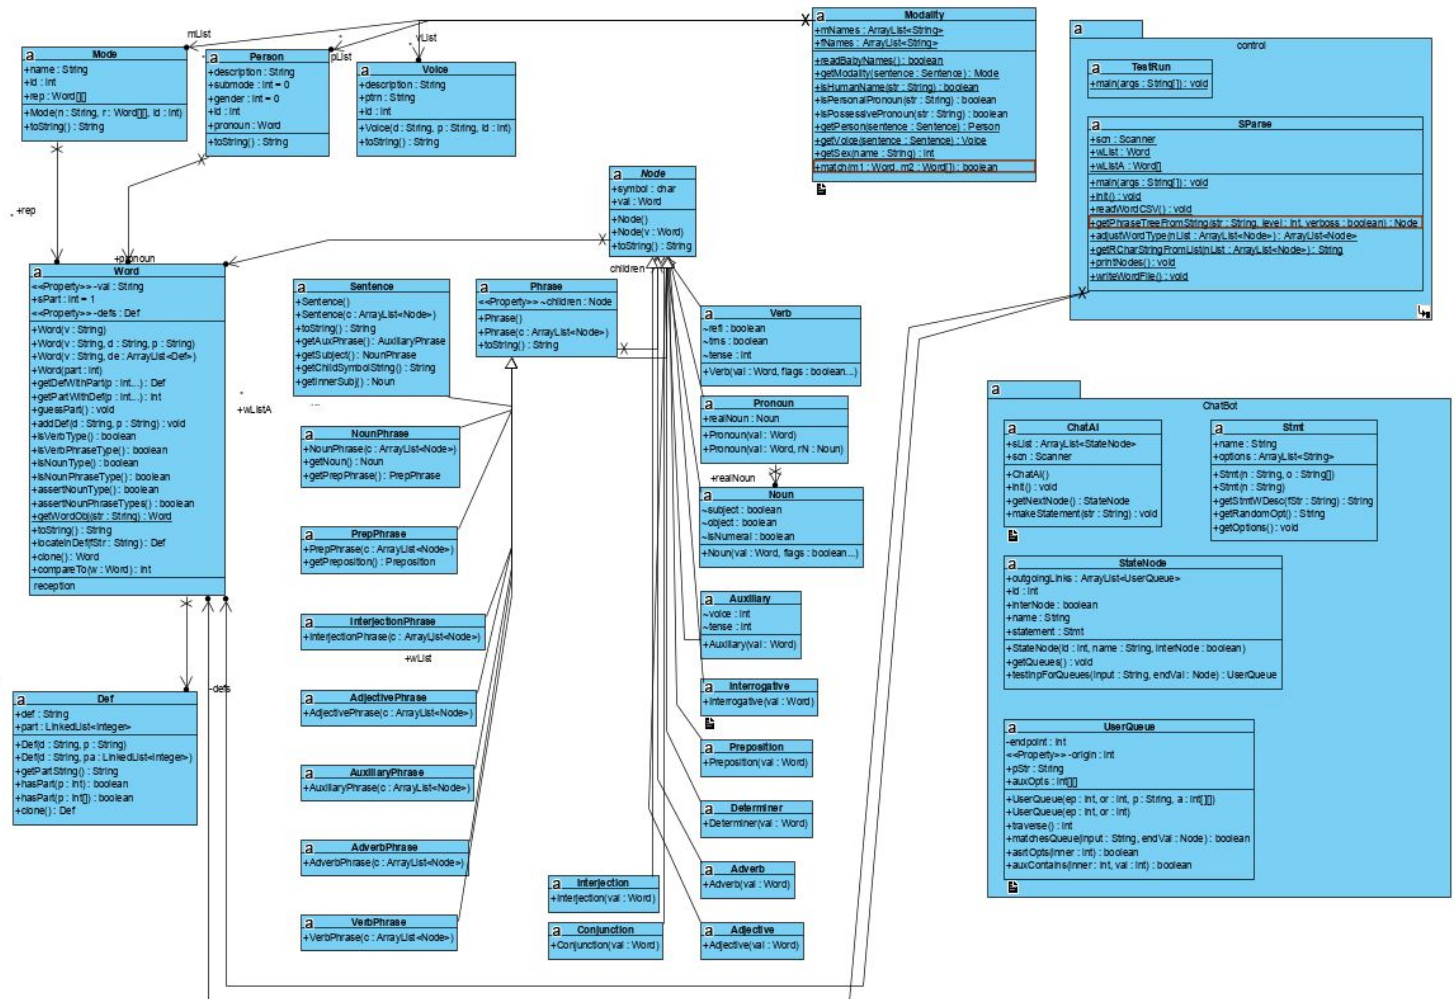 Mode
+name : String
+id : int
+rep : Word[][]
+Mode(n : String, r : Word[][], id : int)
+toString() : String
mList
Person
+description : String
+submode : int = 0
+gender : int = 0
+id : int
+pronoun : Word
+toString() : String
pList
vList
Voice
+description : String
+ptrn : String
+id : int
+Voice(d : String, p : String, id : int)
+toString() : String
Modality
+mNames : ArrayList<String>
+fNames : ArrayList<String>
+readBabyNames() : boolean
+getModality(sentence : Sentence) : Mode
+isHumanName(str : String) : boolean
+isPersonalPronoun(str : String) : boolean
+isPossessivePronoun(str : String) : boolean
+getPerson(sentence : Sentence) : Person
+getVoice(sentence : Sentence) : Voice
+getSex(name : String) : int
+match(m1 : Word, m2 : Word[]) : boolean
control
TestRun
+main(args : String[]) : void
SParse
+scn : Scanner
+wList : Word
+wListA : Word[]
+main(args : String[]) : void
+init() : void
+readWordCSV() : void
+getPhraseTreeFromString(str : String, level : int, verboss : boolean) : Node
+adjustWordType(nList : ArrayList<Node>) : ArrayList<Node>
+getRCharStringFromList(nList : ArrayList<Node>) : String
+printNodes() : void
+writeWordFile() : void
Node
+symbol : char
+val : Word
+Node()
+Node(v : Word)
+toString() : String
children
+rep
+pronoun
Word
<<Property>> -val : String
+sPart : int = 1
<<Property>> -defs : Def
+Word(v : String)
+Word(v : String, d : String, p : String)
+Word(v : String, de : ArrayList<Def>)
+Word(part : int)
+getDefWithPart(p : int...) : Def
+getPartWithDef(p : int...) : int
+guessPart() : void
+addDef(d : String, p : String) : void
+isVerbType() : boolean
+isVerbPhraseType() : boolean
+isNounType() : boolean
+isNounPhraseType() : boolean
+assertNounType() : boolean
+assertNounPhraseTypes() : boolean
+getWordObj(str : String) : Word
+toString() : String
+locateInDef(fStr : String) : Def
+clone() : Word
+compareTo(w : Word) : int
reception
+wListA
-defs
Def
+def : String
+part : LinkedList<Integer>
+Def(d : String, p : String)
+Def(d : String, pa : LinkedList<Integer>)
+getPartString() : String
+hasPart(p : int) : boolean
+hasPart(p : int[]) : boolean
+clone() : Def
Sentence
+Sentence()
+Sentence(c : ArrayList<Node>)
+toString() : String
+getAuxPhrase() : AuxiliaryPhrase
+getSubject() : NounPhrase
+getChildSymbolString() : String
+getInnerSubj() : Noun
Phrase
<<Property>> ~children : Node
+Phrase()
+Phrase(c : ArrayList<Node>)
+toString() : String
NounPhrase
+NounPhrase(c : ArrayList<Node>)
+getNoun() : Noun
+getPrepPhrase() : PrepPhrase
PrepPhrase
+PrepPhrase(c : ArrayList<Node>)
+getPreposition() : Preposition
InterjectionPhrase
+InterjectionPhrase(c : ArrayList<Node>)
+wList
AdjectivePhrase
+AdjectivePhrase(c : ArrayList<Node>)
AuxiliaryPhrase
+AuxiliaryPhrase(c : ArrayList<Node>)
AdverbPhrase
+AdverbPhrase(c : ArrayList<Node>)
VerbPhrase
+VerbPhrase(c : ArrayList<Node>)
Verb
~refl : boolean
~trns : boolean
~tense : int
+Verb(val : Word, flags : boolean...)
Pronoun
+realNoun : Noun
+Pronoun(val : Word)
+Pronoun(val : Word, rN : Noun)
+realNoun
Noun
~subject : boolean
~object : boolean
~isNumeral : boolean
+Noun(val : Word, flags : boolean...)
Auxiliary
~voice : int
~tense : int
+Auxiliary(val : Word)
Interrogative
+Interrogative(val : Word)
Preposition
+Preposition(val : Word)
Determiner
+Determiner(val : Word)
Adverb
+Adverb(val : Word)
Interjection
+Interjection(val : Word)
Conjunction
+Conjunction(val : Word)
Adjective
+Adjective(val : Word)
ChatBot
ChatAI
+sList : ArrayList<StateNode>
+scn : Scanner
+ChatAI()
+init() : void
+getNextNode() : StateNode
+makeStatement(str : String) : void
Stmt
+name : String
+options : ArrayList<String>
+Stmt(n : String, o : String[])
+Stmt(n : String)
+getStmtWDesc(fStr : String) : String
+getRandomOpt() : String
+getOptions() : void
StateNode
+outgoingLinks : ArrayList<UserQueue>
+id : int
+interNode : boolean
+name : String
+statement : Stmt
+StateNode(id : int, name : String, interNode : boolean)
+getQueues() : void
+testInpForQueues(input : String, endVal : Node) : UserQueue
UserQueue
-endpoint : int
<<Property>> -origin : int
+pStr : String
+auxOpts : int[][]
+UserQueue(ep : int, or : int, p : String, a : int[][])
+UserQueue(ep : int, or : int)
+traverse() : int
+matchesQueue(input : String, endVal : Node) : boolean
+asrtOpts(inner : int) : boolean
+auxContains(inner : int, val : int) : boolean